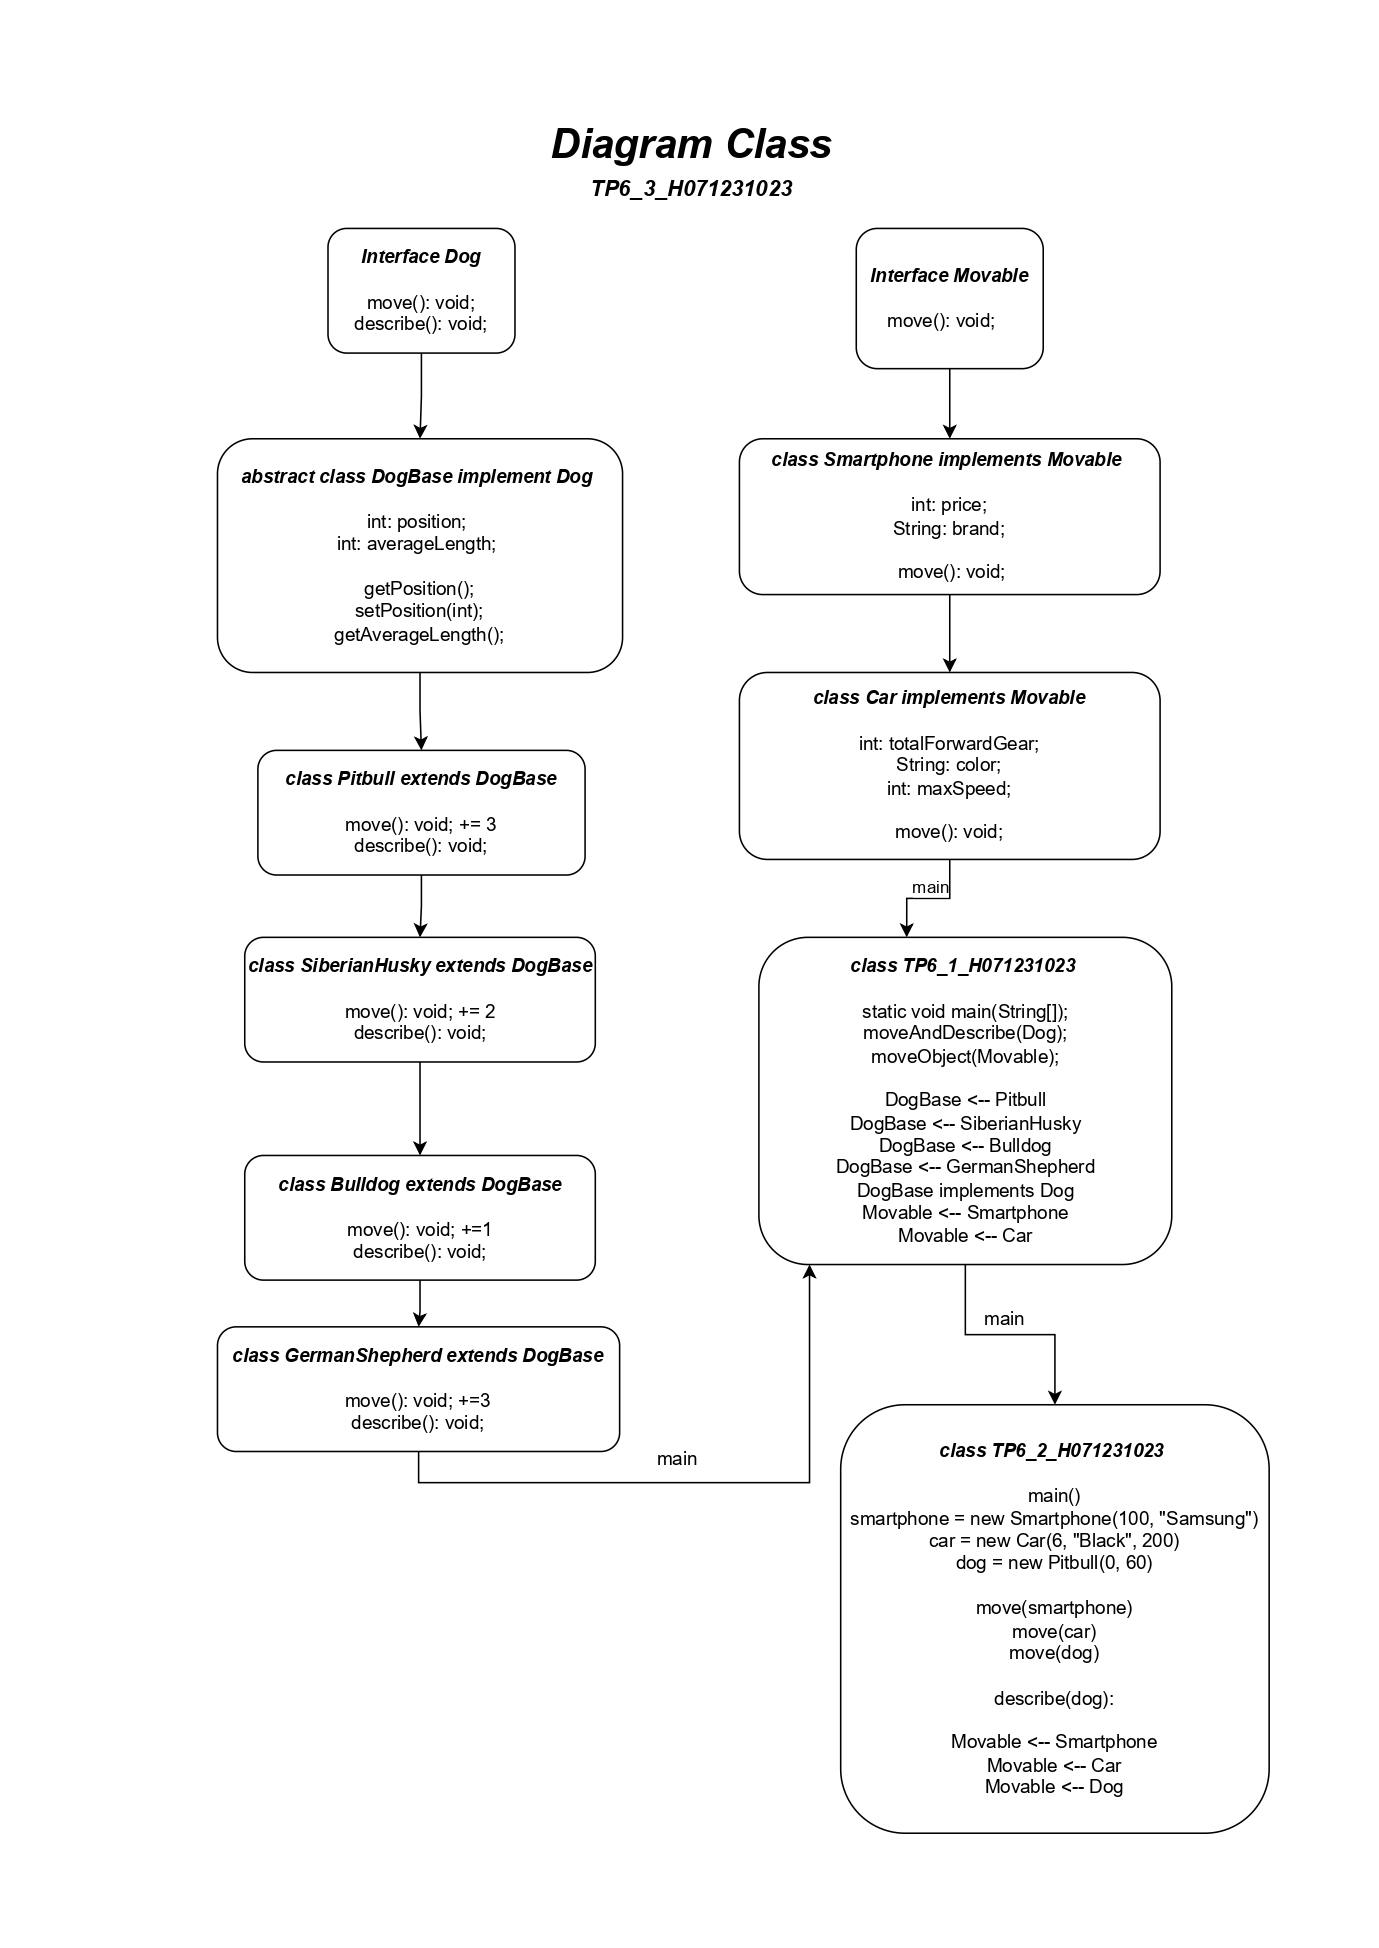 Diagram Class
TP6_3_H071231023
Interface Dog
move(): void;
describe(): void;
abstract class DogBase implement Dog
int: position;
int: averageLength;
getPosition();
setPosition(int);
getAverageLength();
class Pitbull extends DogBase
move(): void; += 3
describe(): void;
class SiberianHusky extends DogBase
move(): void; += 2
describe(): void;
class Bulldog extends DogBase
move(): void; +=1
describe(): void;
class GermanShepherd extends DogBase
move(): void; +=3
describe(): void;
main
Interface Movable
move(): void;
class Smartphone implements Movable
int: price;
String: brand;
move(): void;
class Car implements Movable
int: totalForwardGear;
String: color;
int: maxSpeed;
move(): void;
main
class TP6_1_H071231023
static void main(String[]);
moveAndDescribe(Dog);
moveObject(Movable);
DogBase <-- Pitbull
DogBase <-- SiberianHusky
DogBase <-- Bulldog
DogBase <-- GermanShepherd
DogBase implements Dog
Movable <-- Smartphone
Movable <-- Car
main
class TP6_2_H071231023
main()
smartphone = new Smartphone(100, "Samsung")
car = new Car(6, "Black", 200)
dog = new Pitbull(0, 60)
move(smartphone)
move(car)
move(dog)
describe(dog):
Movable <-- Smartphone
Movable <-- Car
Movable <-- Dog